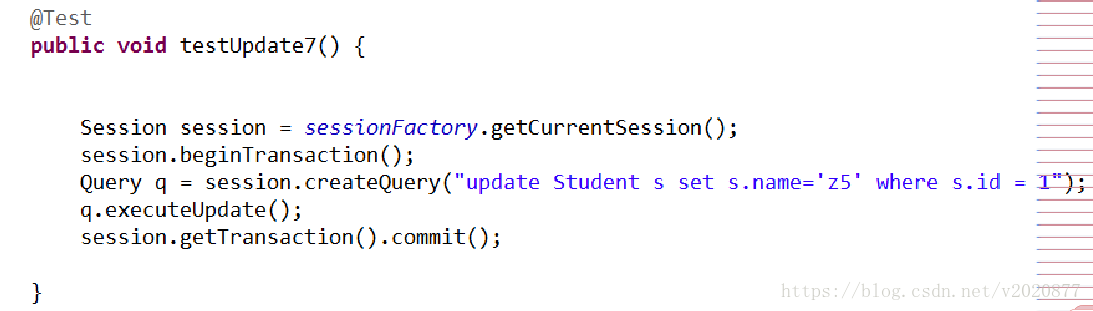 @Test
public void testUpdate7() {
Session session = sessionFactory.getCurrentSession();
session.beginTransaction();
Query q = session.createQuery("update Student s set s.name='z5' where s.id = 1");
q.executeUpdate();
session.getTransaction().commit();
}
https://blog.csdn.net/v2020877